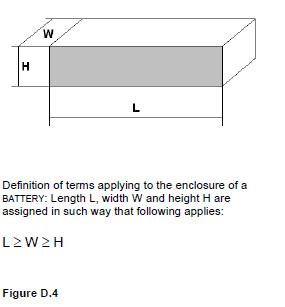 W
H
L
Definition of terms applying to the enclosure of a
BATTERY: Length L, width W and height H are
assigned in such way that following applies:
L ≥ W ≥ H
Figure D.4